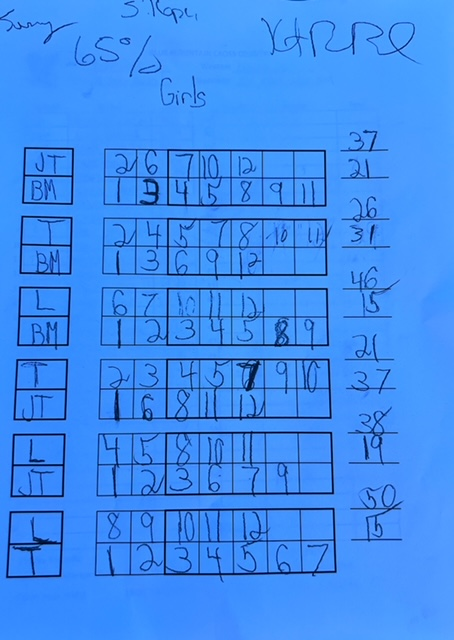 Sunny
65%
Girls
JT 2 6 7 10 12 37
BM 1 3 4 5 8 9 11 21
T 2 4 5 7 8 10 11 26
BM 1 3 6 9 12 31
L 6 7 10 11 12 46
BM 1 2 3 4 5 8 9 15
T 2 3 4 5 7 9 10 21
JT 1 6 8 11 12 37
L 4 5 8 10 11 38
JT 1 2 3 6 7 9 19
L 8 9 10 11 12 50
T 1 2 3 4 5 6 7 15